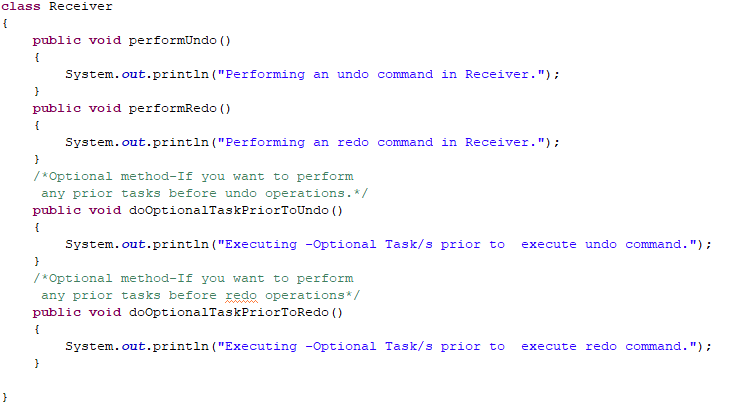 class Receiver
{
    public void performUndo()
    {
        System.out.println("Performing an undo command in Receiver.");
    }
    public void performRedo()
    {
        System.out.println("Performing an redo command in Receiver.");
    }
    /*Optional method-If you want to perform
     any prior tasks before undo operations.*/
    public void doOptionalTaskPriorToUndo()
    {
        System.out.println("Executing -Optional Task/s prior to  execute undo command.");
    }
    /*Optional method-If you want to perform
     any prior tasks before redo operations*/
    public void doOptionalTaskPriorToRedo()
    {
        System.out.println("Executing -Optional Task/s prior to  execute redo command.");
    }

}